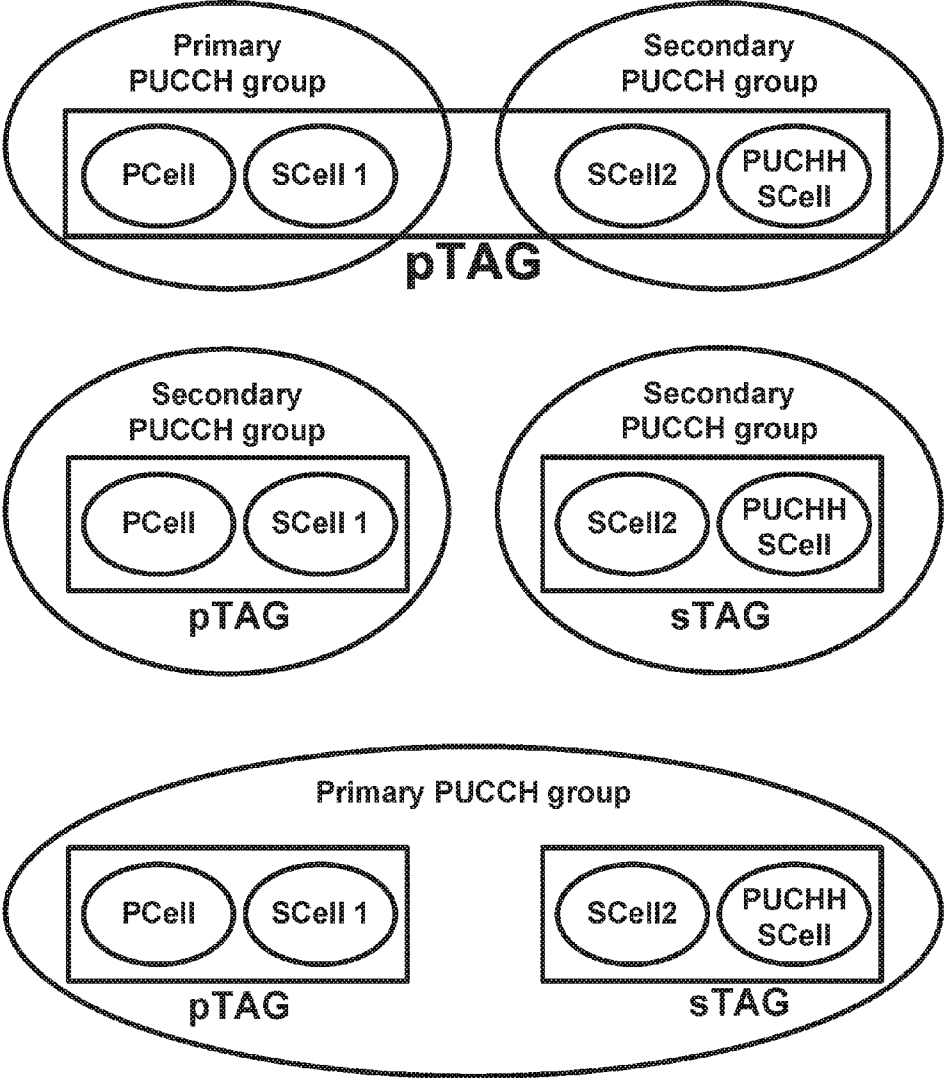 Primary
PUCCH group
Secondary
PUCCH group
PCell
SCell 1
SCell2
PUCHH
SCell
pTAG
Secondary
PUCCH group
Secondary
PUCCH group
PCell
SCell 1
SCell2
PUCHH
SCell
pTAG
sTAG
Primary PUCCH group
PCell
SCell 1
SCell2
PUCHH
SCell
pTAG
sTAG